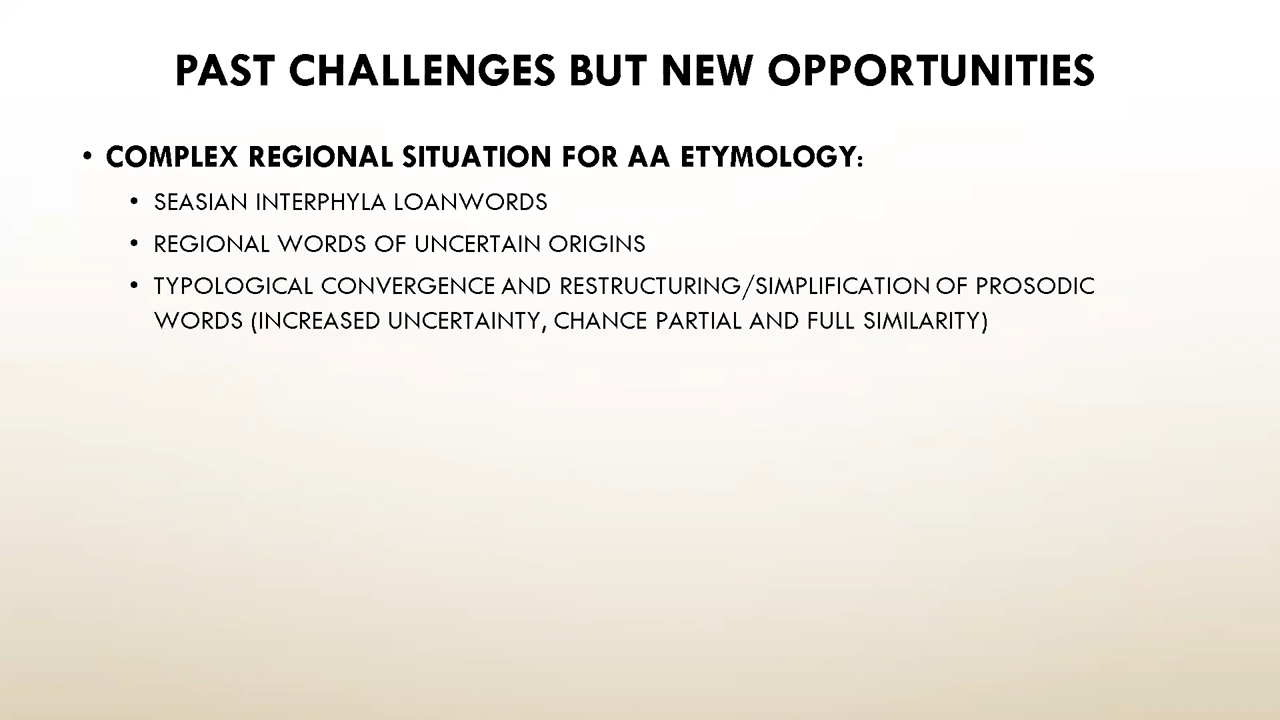 PAST CHALLENGES BUT NEW OPPORTUNITIES
• COMPLEX REGIONAL SITUATION FOR AA ETYMOLOGY:
• SEASIAN INTERPHYLA LOANWORDS
• REGIONAL WORDS OF UNCERTAIN ORIGINS
• TYPOLOGICAL CONVERGENCE AND RESTRUCTURING/SIMPLIFICATION OF PROSODIC
WORDS (INCREASED UNCERTAINTY, CHANCE PARTIAL AND FULL SIMILARITY)